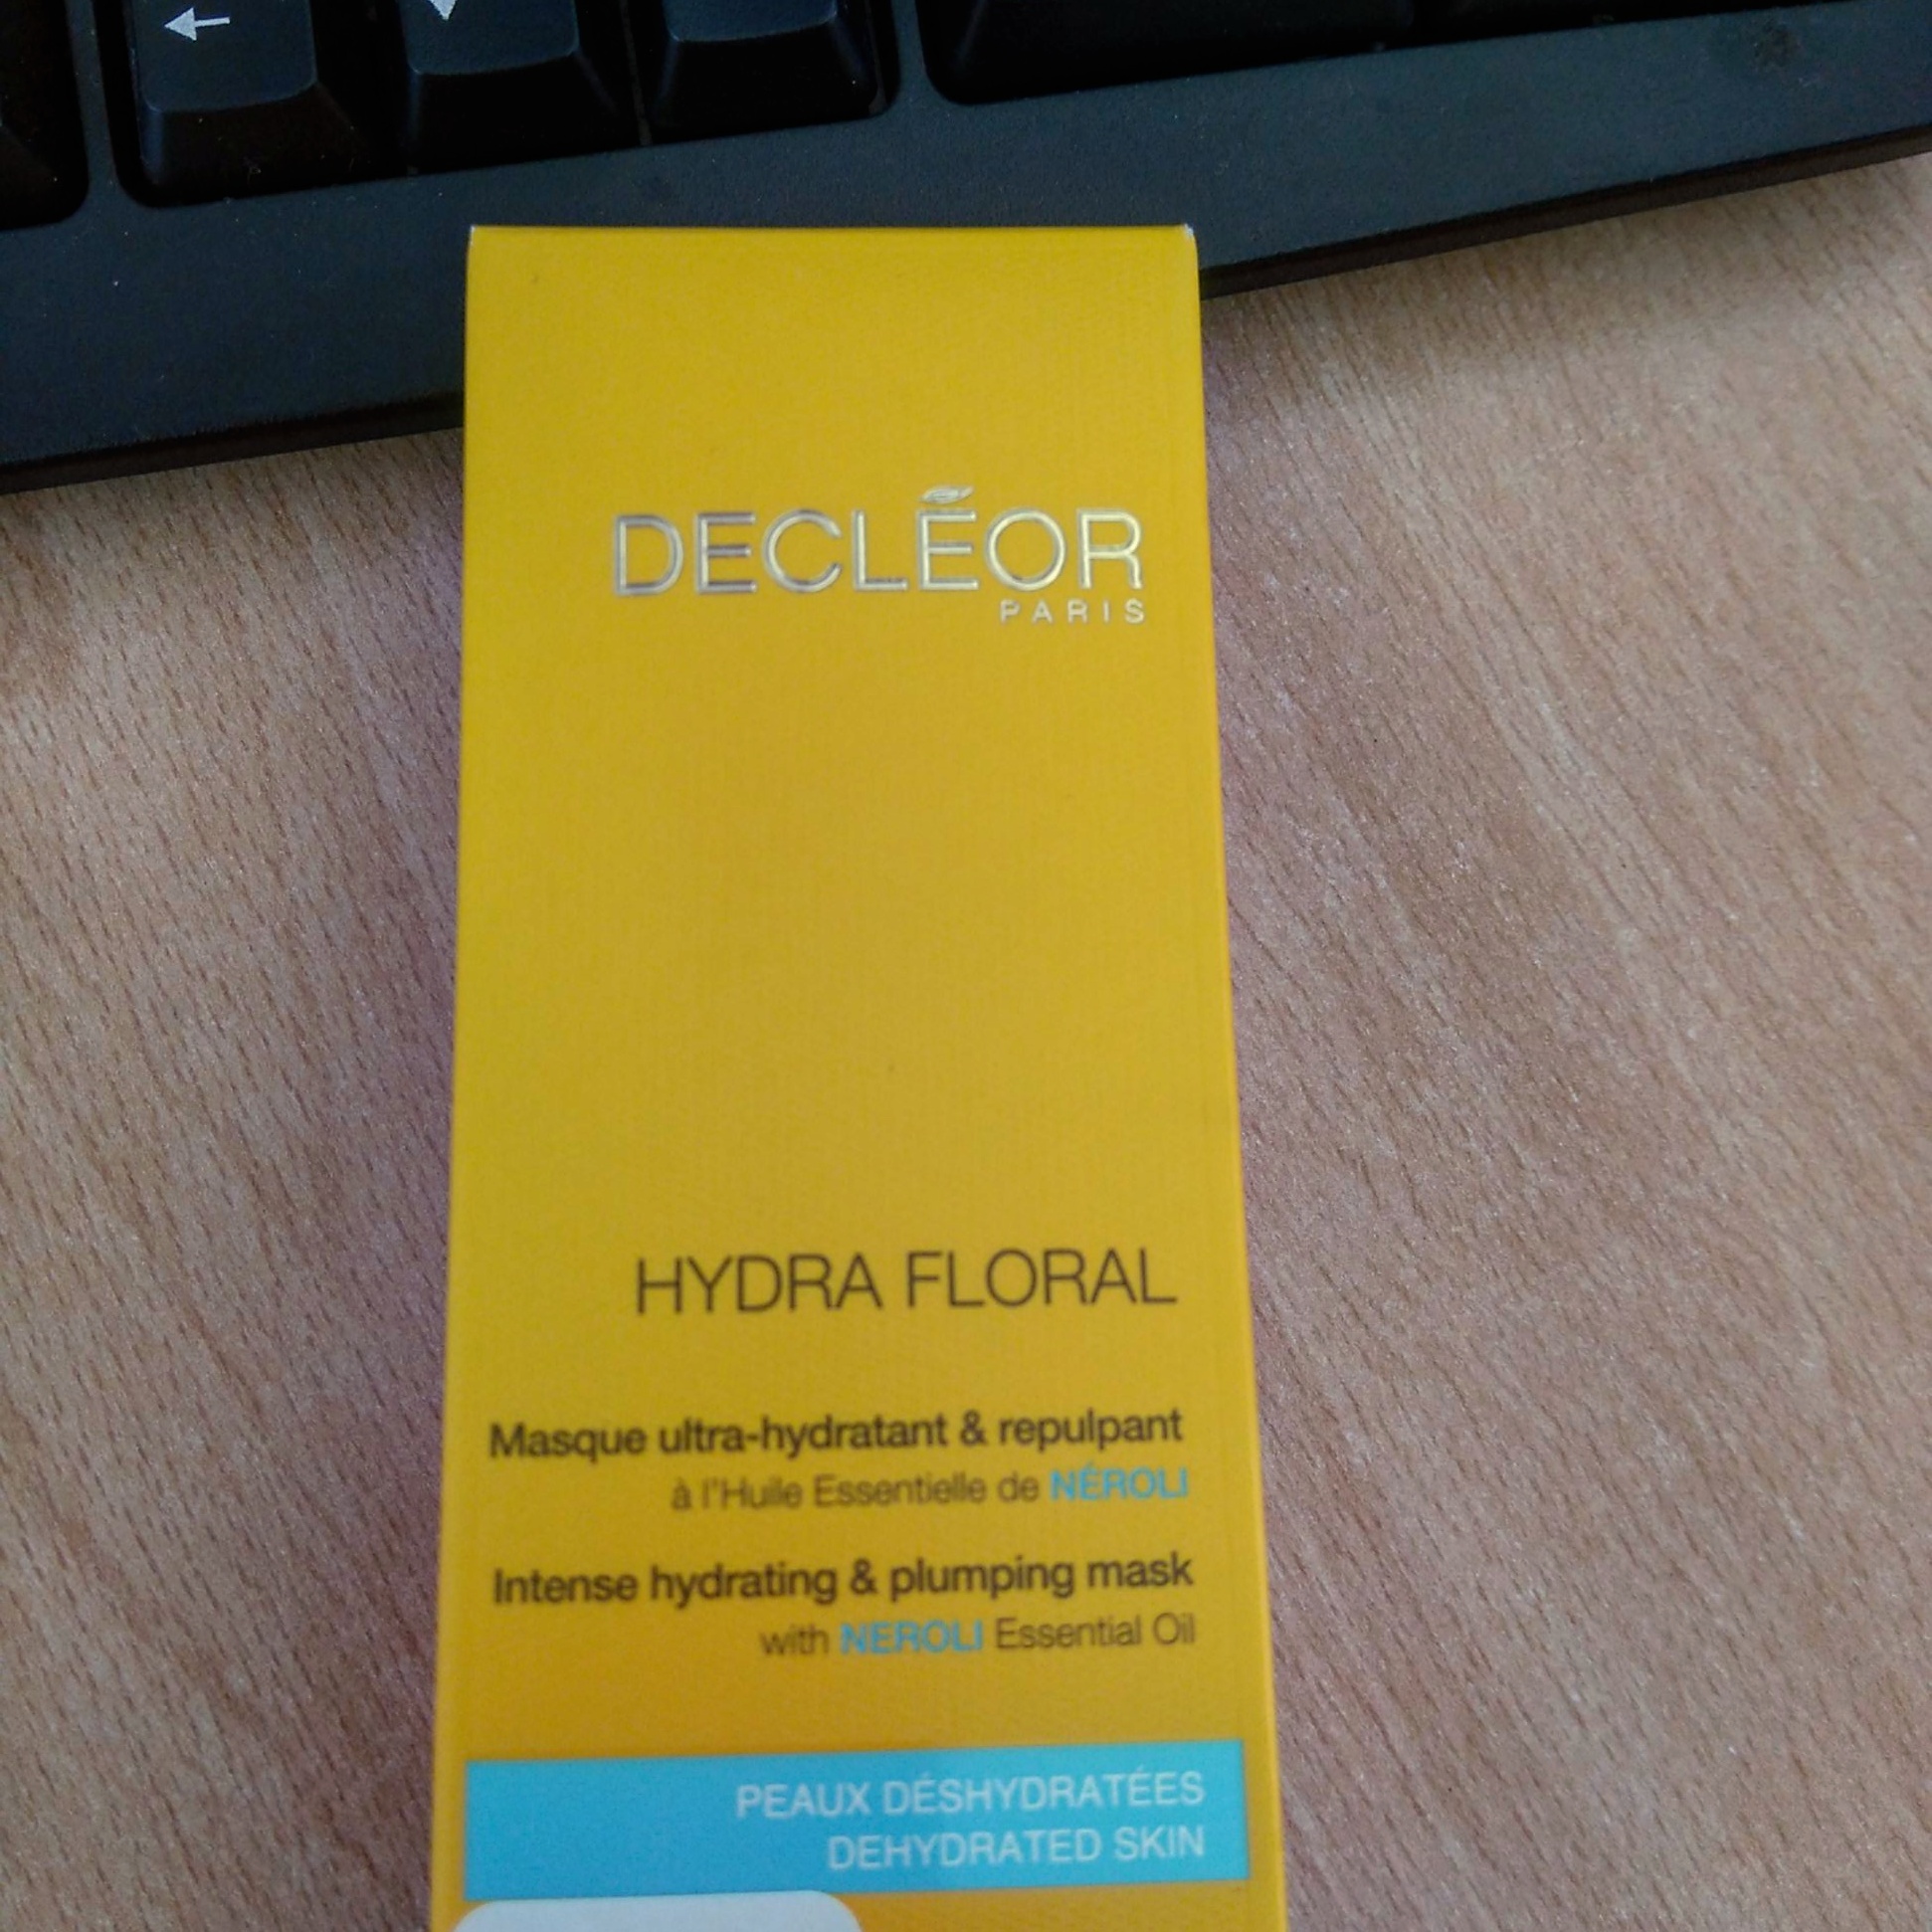 DECLÉOR
PARIS
HYDRA FLORAL
Masque ultra-hydratant & repulpant
à l'Huile Essentielle de NÉROLI
Intense hydrating & plumping mask
with NEROLI Essential Oil
PEAUX DÉSHYDRATÉES
DEHYDRATED SKIN